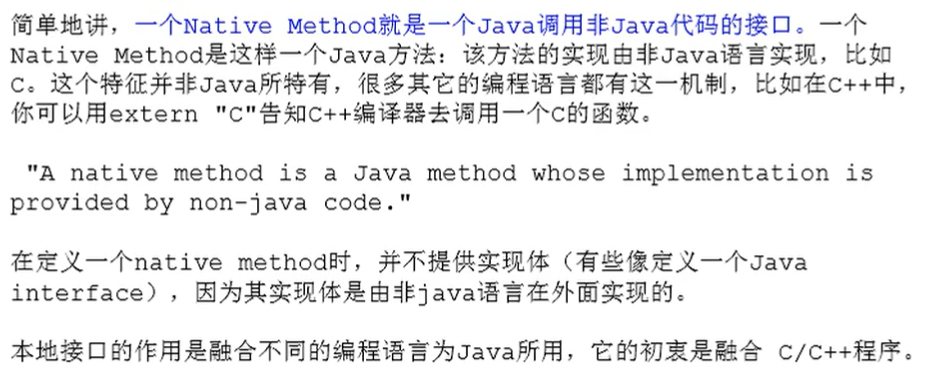 简单地讲，一个Native Method就是一个Java调用非Java代码的接口。一个
Native Method是这样一个Java方法：该方法的实现由非Java语言实现，比如
C。这个特征并非Java所特有，很多其它的编程语言都有这一机制，比如在C++中，
你可以用extern "C"告知C++编译器去调用一个C的函数。
"A native method is a Java method whose implementation is
provided by non-java code."
在定义一个native method时，并不提供实现体（有些像定义一个Java
interface），因为其实现体是由非java语言在外面实现的。
本地接口的作用是融合不同的编程语言为Java所用，它的初衷是融合 C/C++程序。